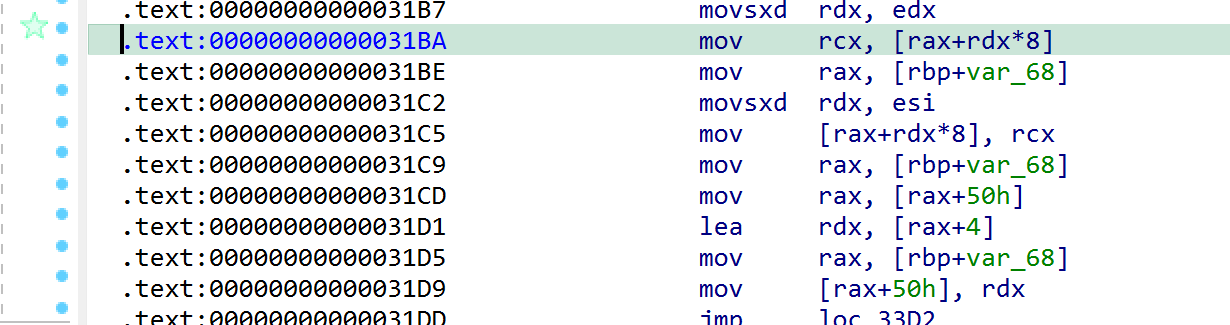 .text:00000000000031B7 movsxd rdx, edx
.text:00000000000031BA mov rcx, [rax+rdx*8]
.text:00000000000031BE mov rax, [rbp+var_68]
.text:00000000000031C2 movsxd rdx, esi
.text:00000000000031C5 mov [rax+rdx*8], rcx
.text:00000000000031C9 mov rax, [rbp+var_68]
.text:00000000000031CD mov rax, [rax+50h]
.text:00000000000031D1 lea rdx, [rax+4]
.text:00000000000031D5 mov rax, [rbp+var_68]
.text:00000000000031D9 mov [rax+50h], rdx
.text:00000000000031DD jmp loc_33D2